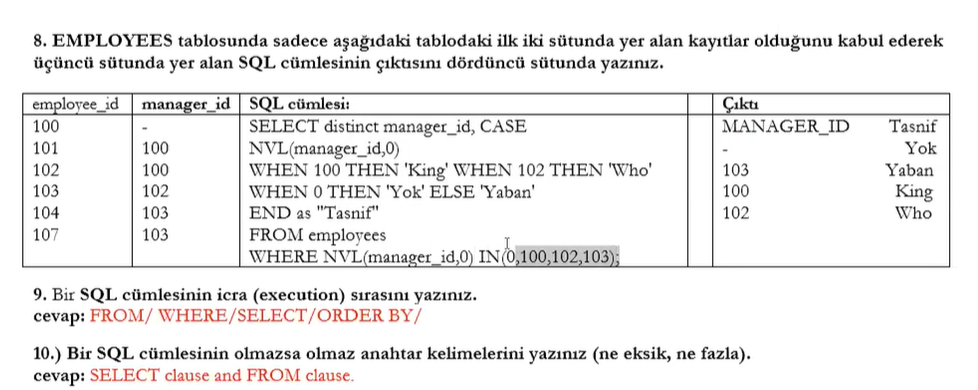 8. EMPLOYEES tablosunda sadece aşağıdaki tablodaki ilk iki sütunda yer alan kayıtlar olduğunu kabul ederek
üçüncü sütunda yer alan SQL cümlesinin çıktısını dördüncü sütunda yazınız.
employee_id manager_id SQL cümlesi: Çıktı
100 - SELECT distinct manager_id, CASE MANAGER_ID Tasnif
101 100 NVL(manager_id,0) - Yok
102 100 WHEN 100 THEN 'King' WHEN 102 THEN 'Who' 103 Yaban
103 102 WHEN 0 THEN 'Yok' ELSE 'Yaban' 100 King
104 103 END as "Tasnif" 102 Who
107 103 FROM employees
WHERE NVL(manager_id,0) IN(0,100,102,103);
9. Bir SQL cümlesinin icra (execution) sırasını yazınız.
cevap: FROM/ WHERE/SELECT/ORDER BY/
10.) Bir SQL cümlesinin olmazsa olmaz anahtar kelimelerini yazınız (ne eksik, ne fazla).
cevap: SELECT clause and FROM clause.